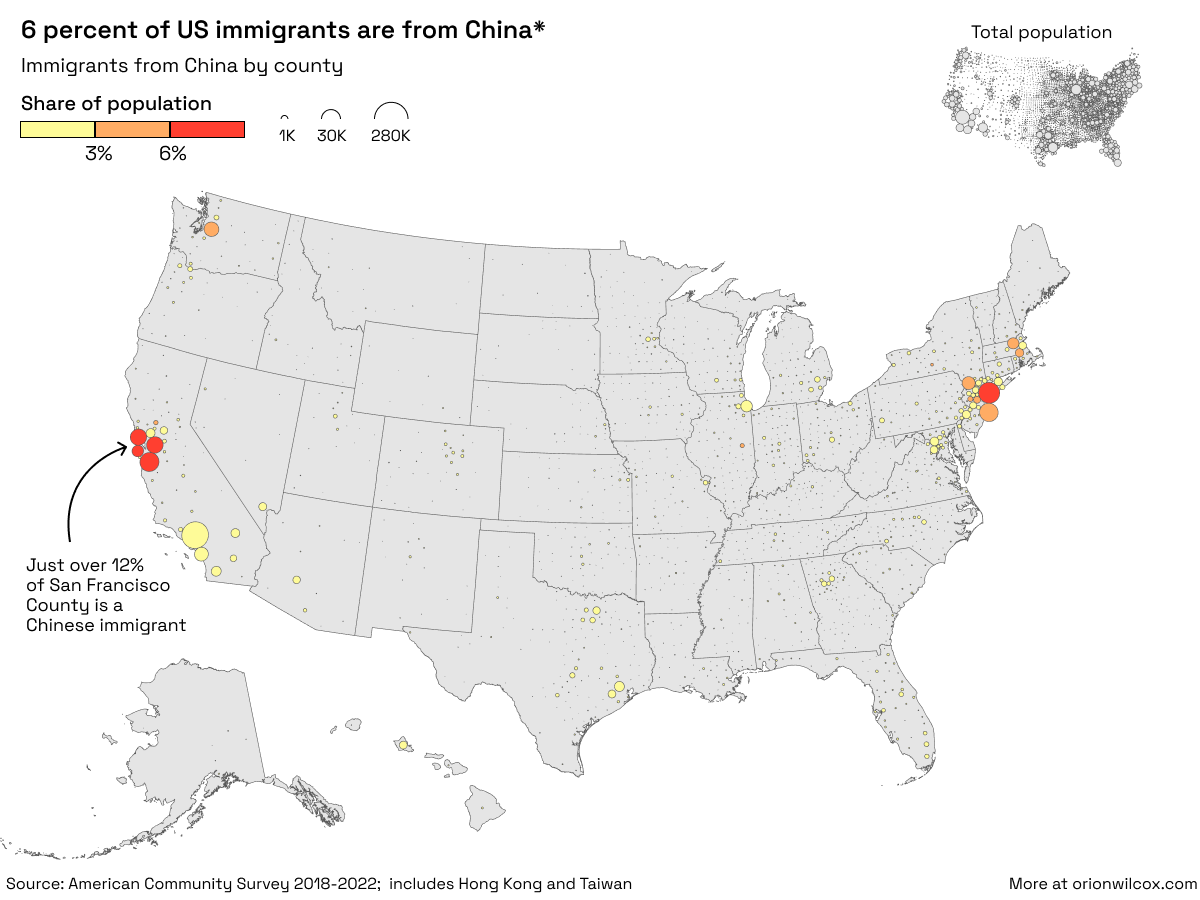 6 percent of US immigrants are from China*
Total population
Immigrants from China by county
Share of population
1K 30K 280K
3% 6%
Just over 12%
of San Francisco
County is a
Chinese immigrant
Source: American Community Survey 2018-2022; includes Hong Kong and Taiwan
More at orionwilcox.com